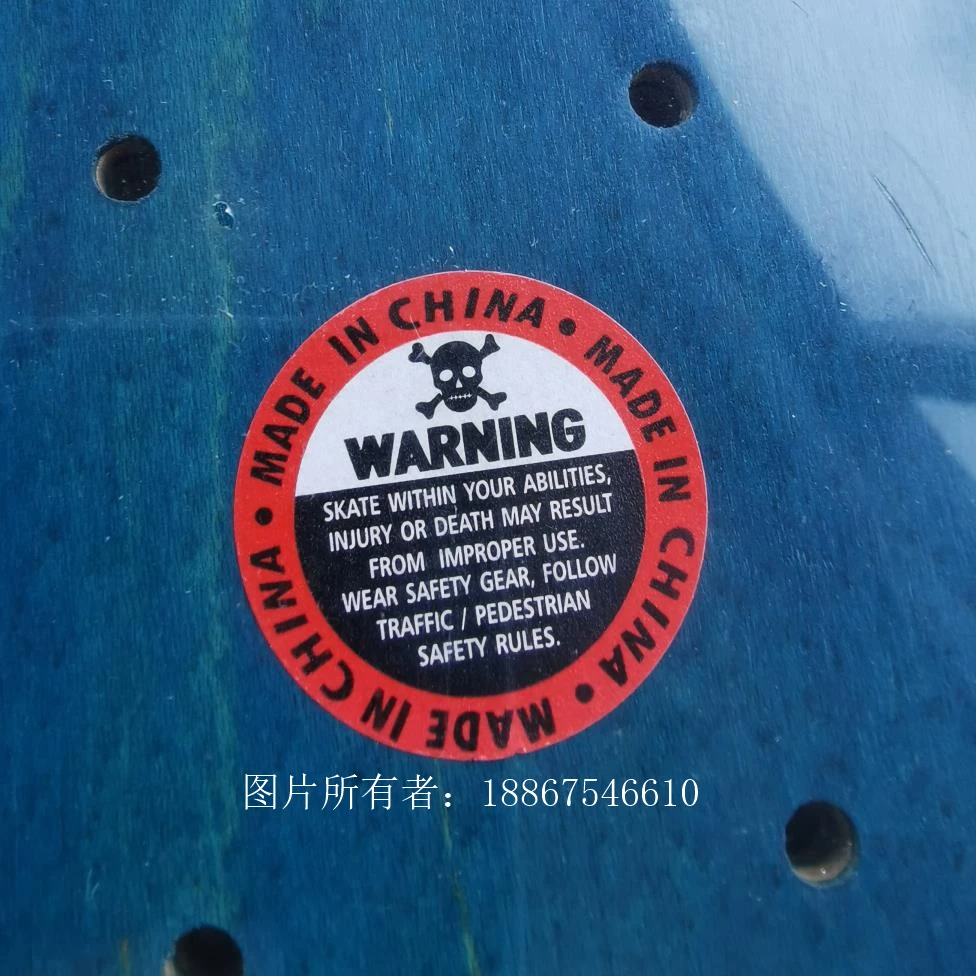 MADE IN CHINA • MADE IN CHINA • MADE IN CHINA •
WARNING
SKATE WITHIN YOUR ABILITIES,
INJURY OR DEATH MAY RESULT
FROM IMPROPER USE.
WEAR SAFETY GEAR, FOLLOW
TRAFFIC / PEDESTRIAN
SAFETY RULES.
图片所有者：18867546610